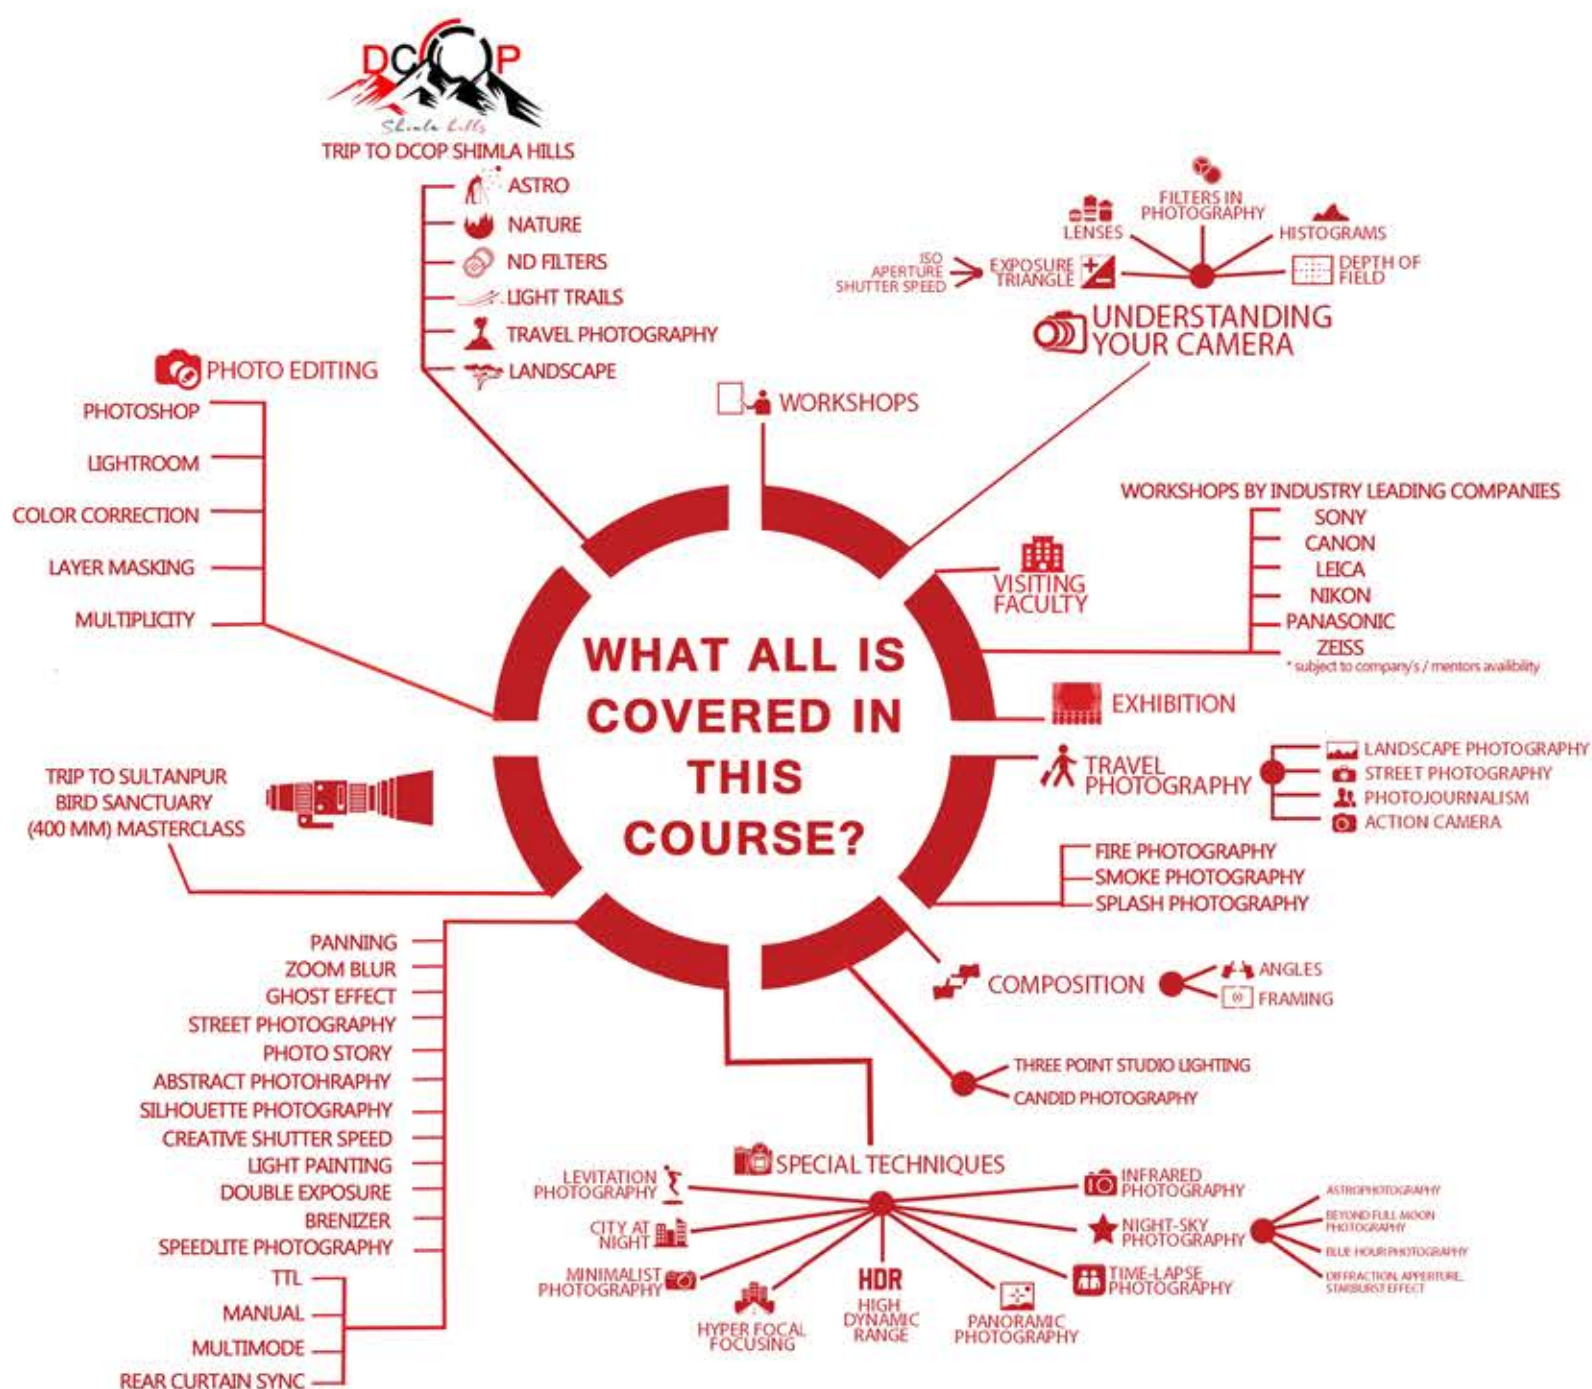 DCOP
Shimla hills
TRIP TO DCOP SHIMLA HILLS
ASTRO
NATURE
ND FILTERS
LIGHT TRAILS
TRAVEL PHOTOGRAPHY
LANDSCAPE
FILTERS IN
PHOTOGRAPHY
LENSES
HISTOGRAMS
ISO
APERTURE
SHUTTER SPEED
EXPOSURE
TRIANGLE
DEPTH OF
FIELD
UNDERSTANDING
YOUR CAMERA
PHOTO EDITING
PHOTOSHOP
LIGHTROOM
COLOR CORRECTION
LAYER MASKING
MULTIPLICITY
WORKSHOPS
WORKSHOPS BY INDUSTRY LEADING COMPANIES
SONY
CANON
LEICA
NIKON
PANASONIC
ZEISS
* subject to company's / mentors availibility
VISITING
FACULTY
WHAT ALL IS
COVERED IN
THIS
COURSE?
EXHIBITION
TRAVEL
PHOTOGRAPHY
LANDSCAPE PHOTOGRAPHY
STREET PHOTOGRAPHY
PHOTOJOURNALISM
ACTION CAMERA
TRIP TO SULTANPUR
BIRD SANCTUARY
(400 MM) MASTERCLASS
FIRE PHOTOGRAPHY
SMOKE PHOTOGRAPHY
SPLASH PHOTOGRAPHY
COMPOSITION
ANGLES
FRAMING
THREE POINT STUDIO LIGHTING
CANDID PHOTOGRAPHY
PANNING
ZOOM BLUR
GHOST EFFECT
STREET PHOTOGRAPHY
PHOTO STORY
ABSTRACT PHOTOHRAPHY
SILHOUETTE PHOTOGRAPHY
CREATIVE SHUTTER SPEED
LIGHT PAINTING
DOUBLE EXPOSURE
BRENIZER
SPEEDLITE PHOTOGRAPHY
TTL
MANUAL
MULTIMODE
REAR CURTAIN SYNC
SPECIAL TECHNIQUES
LEVITATION
PHOTOGRAPHY
CITY AT
NIGHT
MINIMALIST
PHOTOGRAPHY
HYPER FOCAL
FOCUSING
HDR
HIGH
DYNAMIC
RANGE
PANORAMIC
PHOTOGRAPHY
TIME-LAPSE
PHOTOGRAPHY
NIGHT-SKY
PHOTOGRAPHY
INFRARED
PHOTOGRAPHY
ASTROPHOTOGRAPHY
BEYOND FULL MOON
PHOTOGRAPHY
BLUE HOUR PHOTOGRAPHY
DIFFRACTION, APPERTURE,
STARBURST EFFECT